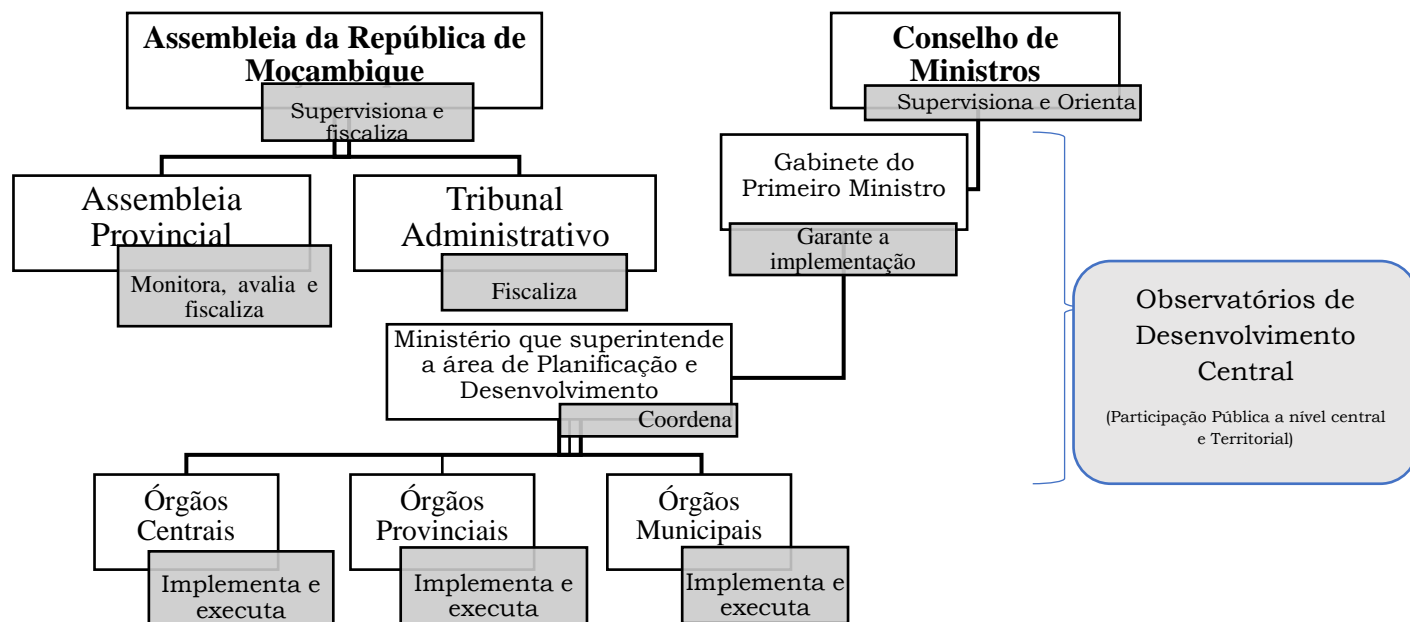 Assembleia da República de
Moçambique
Supervisiona e
fiscaliza
Conselho de
Ministros
Supervisiona e Orienta
Assembleia
Provincial
Monitora, avalia e
fiscaliza
Tribunal
Administrativo
Fiscaliza
Gabinete do
Primeiro Ministro
Garante a
implementação
Ministério que superintende
a área de Planificação e
Desenvolvimento
Coordena
Órgãos
Centrais
Implementa e
executa
Órgãos
Provinciais
Implementa e
executa
Órgãos
Municipais
Implementa e
executa
Observatórios de
Desenvolvimento
Central
(Participação Pública a nível central
e Territorial)